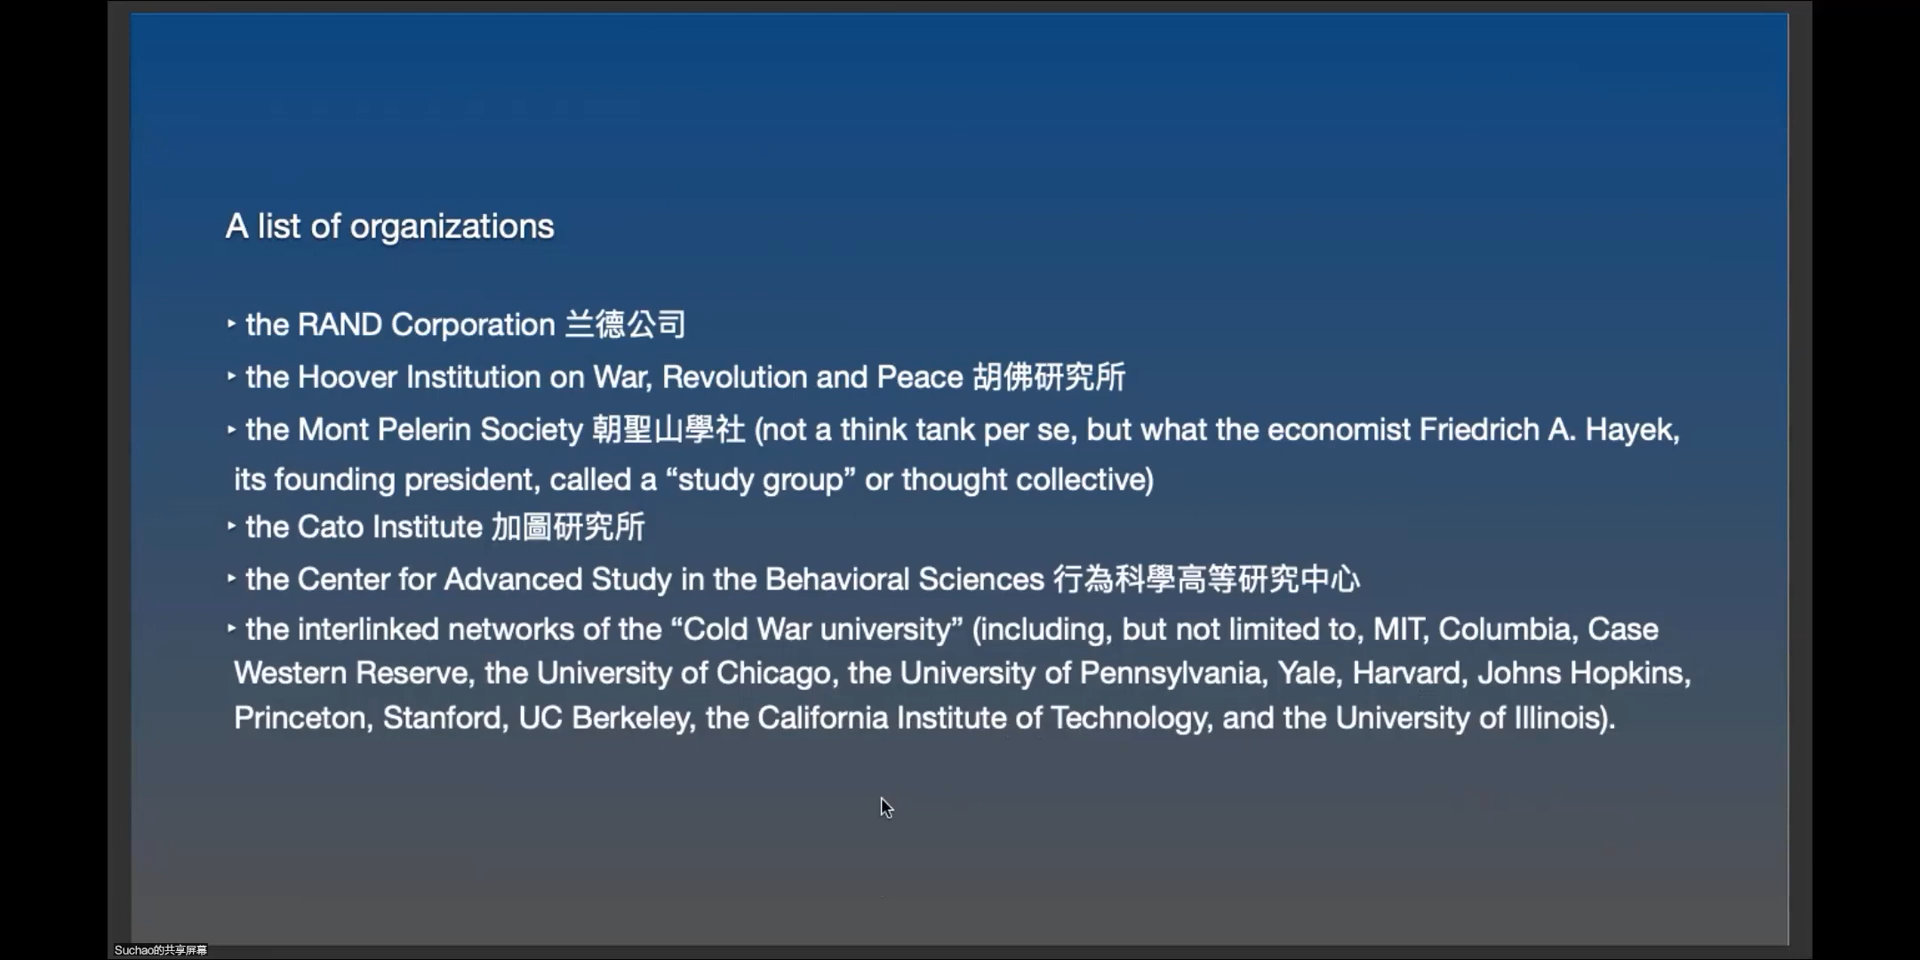 A list of organizations
‣ the RAND Corporation 兰德公司
‣ the Hoover Institution on War, Revolution and Peace 胡佛研究所
‣ the Mont Pelerin Society 朝聖山學社 (not a think tank per se, but what the economist Friedrich A. Hayek,
its founding president, called a “study group” or thought collective)
‣ the Cato Institute 加圖研究所
‣ the Center for Advanced Study in the Behavioral Sciences 行為科學高等研究中心
‣ the interlinked networks of the “Cold War university” (including, but not limited to, MIT, Columbia, Case
Western Reserve, the University of Chicago, the University of Pennsylvania, Yale, Harvard, Johns Hopkins,
Princeton, Stanford, UC Berkeley, the California Institute of Technology, and the University of Illinois).
Suchao的共享屏幕